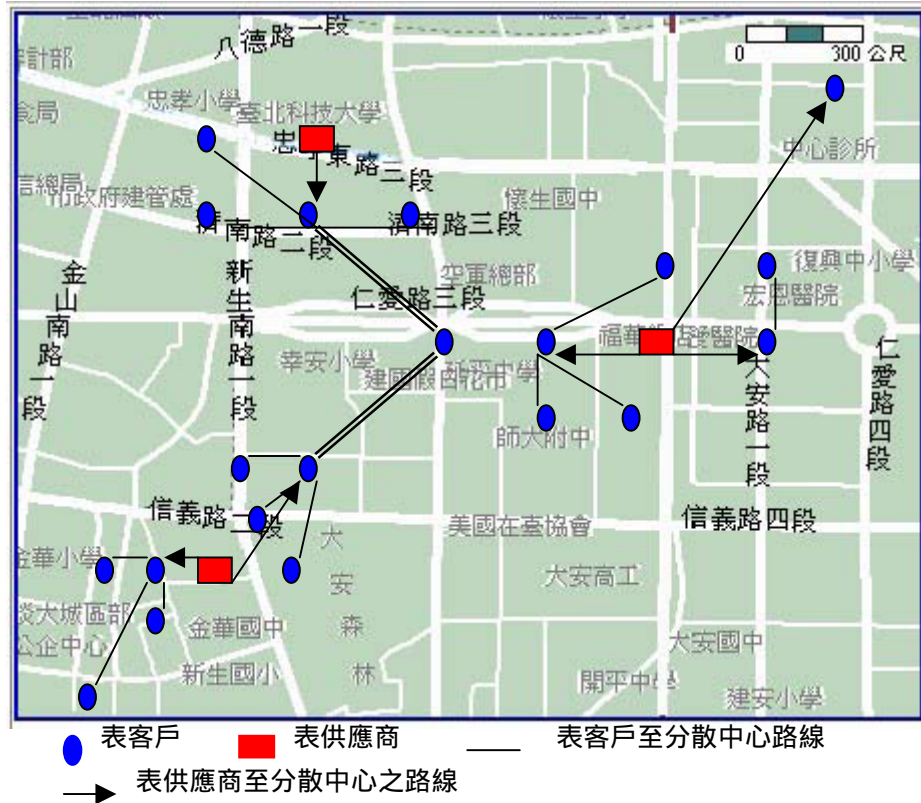 八德路一段
0 300 公尺
計部
忠孝小學
臺北科技大學
食局
中心診所
東路三段
信總局
市政府建管處
懷生國中
南路二段
濟南路三段
金山南路一段
新生南路一段
空軍總部
復興中小學
宏恩醫院
仁愛路三段
幸安小學
建國假日花市
福華
愛醫院
大安路一段
仁愛路四段
師大附中
信義路二段
美國在臺協會
信義路四段
金華小學
大安森林
大安高工
淡大城區部
公企中心
金華國中
大安國中
新生國小
開平中學
建安小學
表客戶 表供應商 表客戶至分散中心路線
表供應商至分散中心之路線